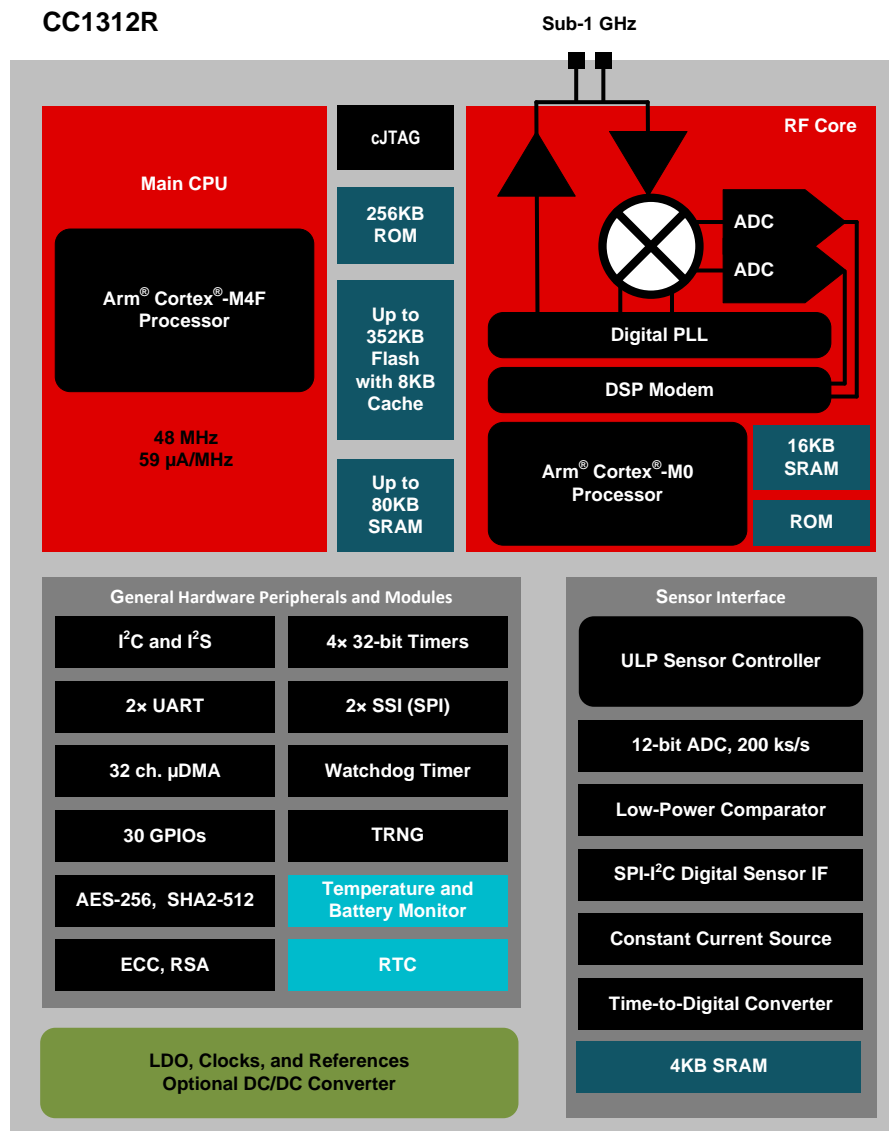 CC1312R
Sub-1 GHz
Main CPU
Arm® Cortex®-M4F
Processor
48 MHz
59 µA/MHz
cJTAG
256KB
ROM
Up to
352KB
Flash
with 8KB
Cache
Up to
80KB
SRAM
RF Core
ADC
ADC
Digital PLL
DSP Modem
Arm® Cortex®-M0
Processor
16KB
SRAM
ROM
General Hardware Peripherals and Modules
I²C and I²S
4× 32-bit Timers
2× UART
2× SSI (SPI)
32 ch. µDMA
Watchdog Timer
30 GPIOs
TRNG
AES-256, SHA2-512
Temperature and
Battery Monitor
ECC, RSA
RTC
LDO, Clocks, and References
Optional DC/DC Converter
Sensor Interface
ULP Sensor Controller
12-bit ADC, 200 ks/s
Low-Power Comparator
SPI-I²C Digital Sensor IF
Constant Current Source
Time-to-Digital Converter
4KB SRAM